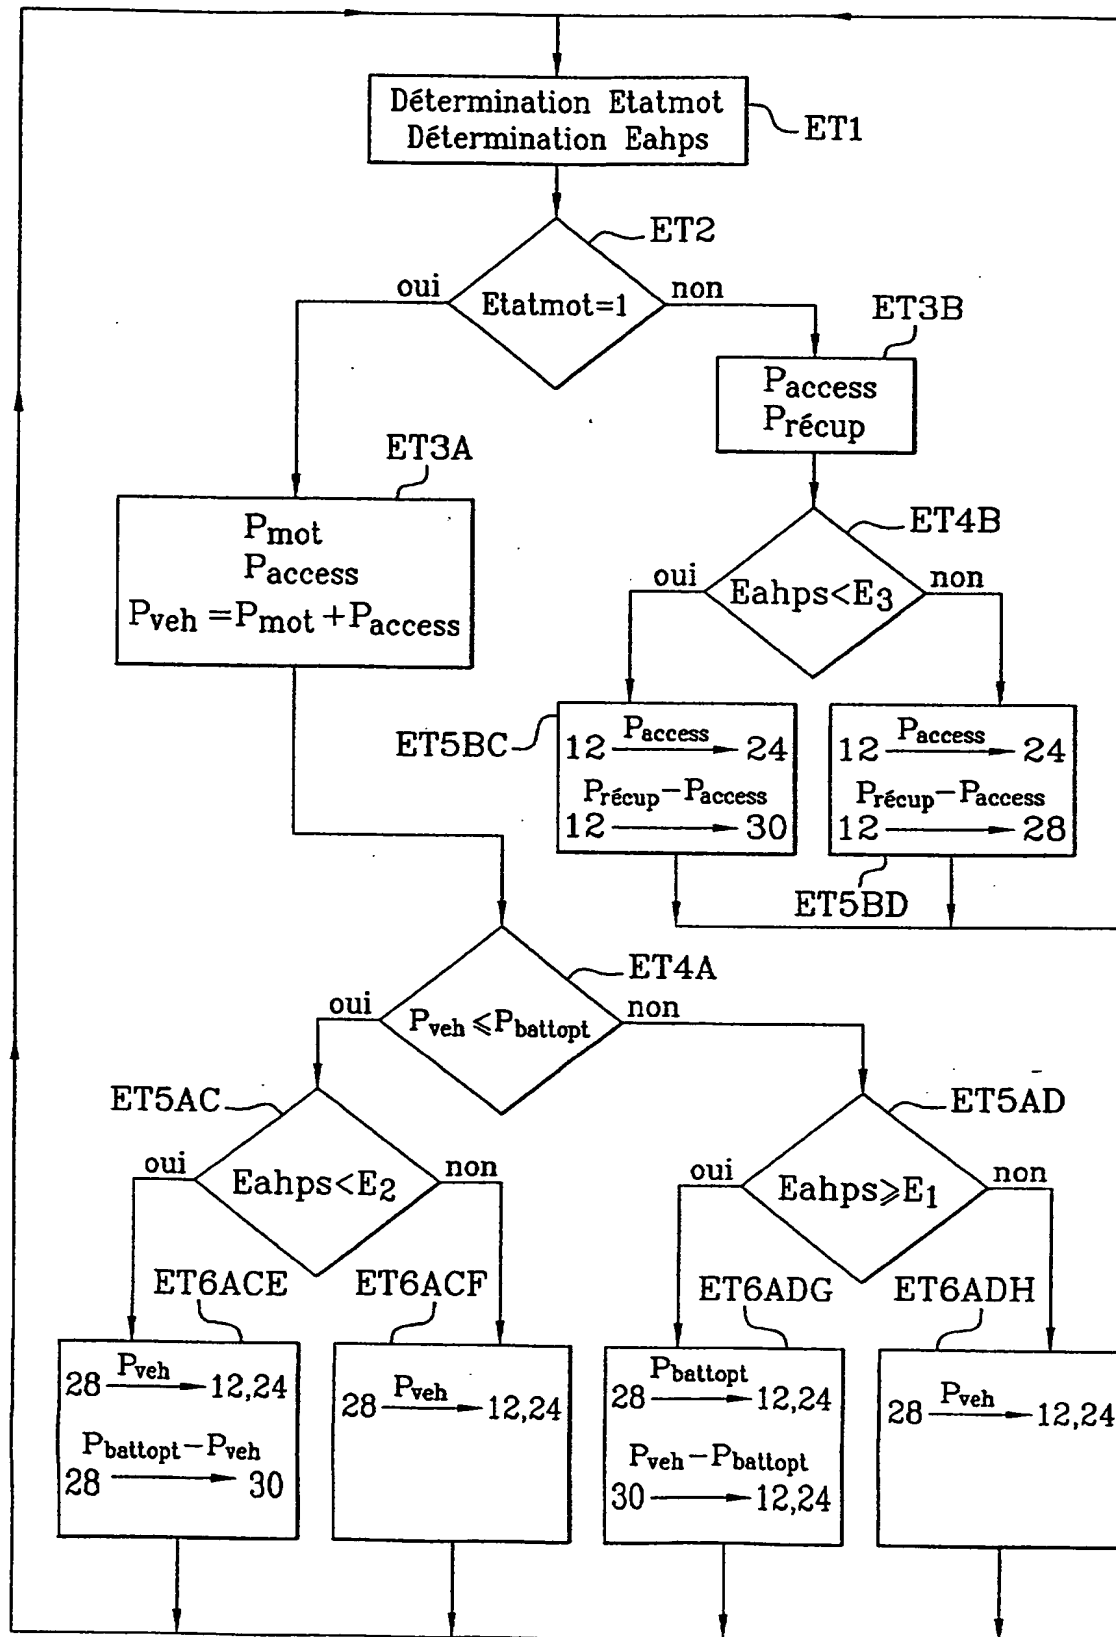 Détermination Etatmot
Détermination Eahps
ET1
ET2
oui
Etatmot=1
non
ET3B
Paccess
Précup
ET3A
Pmot
Paccess
Pveh=Pmot+Paccess
ET4B
oui
Eahps<E3
non
ET5BC
Paccess
12 → 24
Précup-Paccess
12 → 30
Paccess
12 → 24
Précup-Paccess
12 → 28
ET5BD
ET4A
oui
Pveh⩽Pbattopt
non
ET5AC
oui
Eahps<E2
non
ET5AD
oui
Eahps⩾E1
non
ET6ACE
ET6ACF
ET6ADG
ET6ADH
Pveh
28 → 12,24
Pbattopt-Pveh
28 → 30
Pveh
28 → 12,24
Pbattopt
28 → 12,24
Pveh-Pbattopt
30 → 12,24
Pveh
28 → 12,24